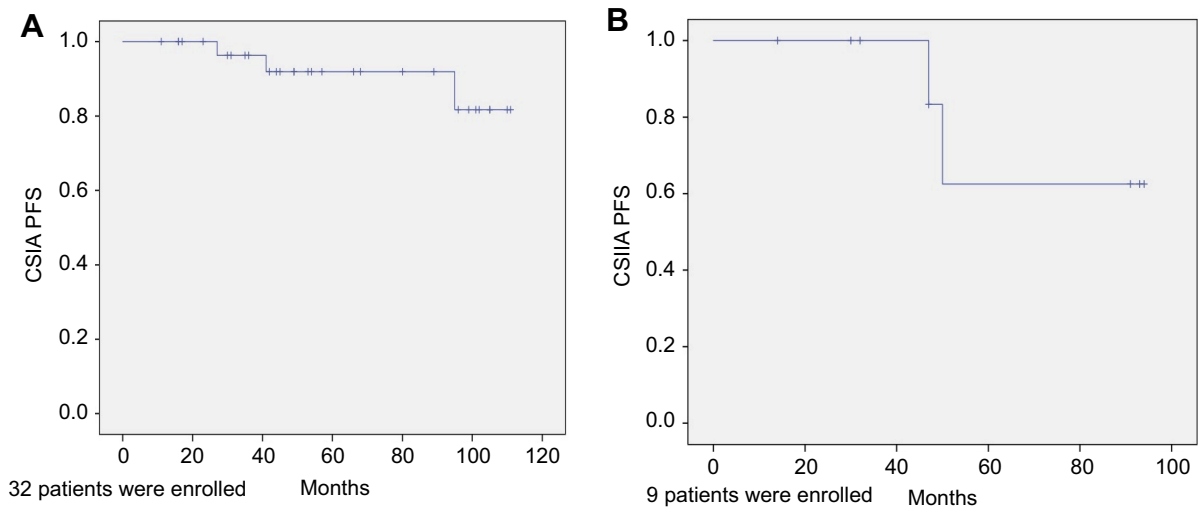 A
1.0
0.8
0.6
0.4
0.2
0.0
CSIA PFS
0 20 40 60 80 100 120
32 patients were enrolled Months
B
1.0
0.8
0.6
0.4
0.2
0.0
CSIIA PFS
0 20 40 60 80 100
9 patients were enrolled Months